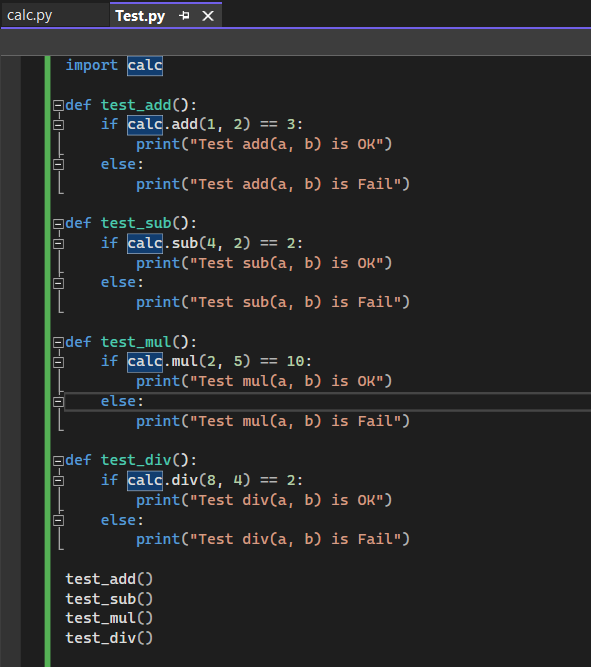 calc.py
Test.py
import calc
def test_add():
    if calc.add(1, 2) == 3:
        print("Test add(a, b) is OK")
    else:
        print("Test add(a, b) is Fail")
def test_sub():
    if calc.sub(4, 2) == 2:
        print("Test sub(a, b) is OK")
    else:
        print("Test sub(a, b) is Fail")
def test_mul():
    if calc.mul(2, 5) == 10:
        print("Test mul(a, b) is OK")
    else:
        print("Test mul(a, b) is Fail")
def test_div():
    if calc.div(8, 4) == 2:
        print("Test div(a, b) is OK")
    else:
        print("Test div(a, b) is Fail")
test_add()
test_sub()
test_mul()
test_div()